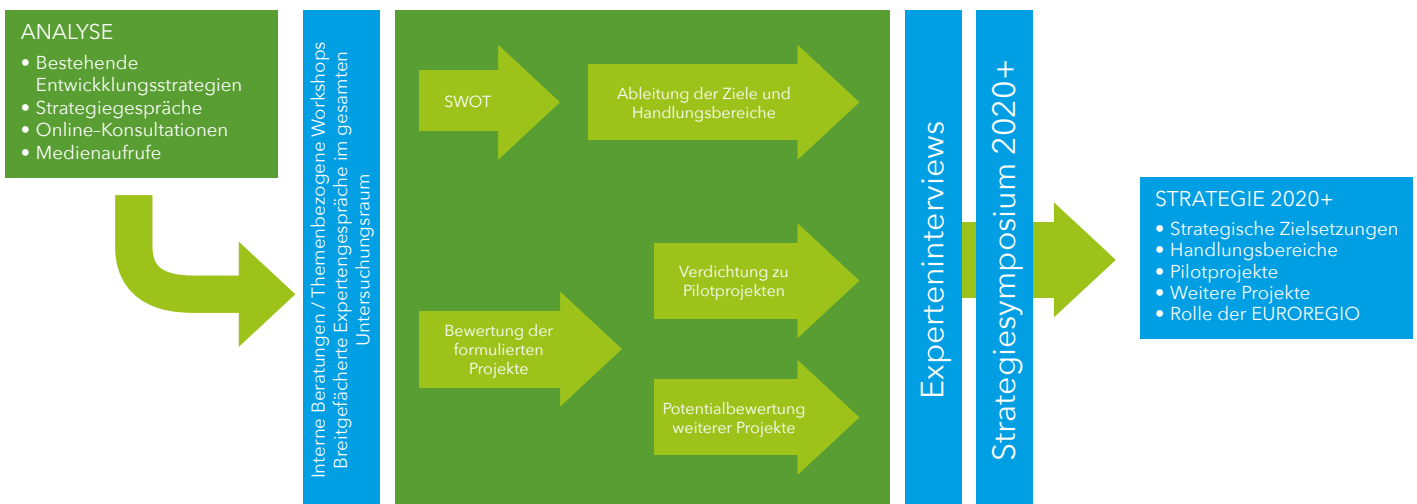 ANALYSE
• Bestehende
Entwickklungsstrategien
• Strategiegespräche
• Online–Konsultationen
• Medienaufrufe
Interne Beratungen / Themenbezogene Workshops
Breitgefächerte Expertengespräche im gesamten
Untersuchungsraum
SWOT
Ableitung der Ziele und
Handlungsbereiche
Bewertung der
formulierten
Projekte
Verdichtung zu
Pilotprojekten
Potentialbewertung
weiterer Projekte
Experteninterviews
Strategiesymposium 2020+
STRATEGIE 2020+
• Strategische Zielsetzungen
• Handlungsbereiche
• Pilotprojekte
• Weitere Projekte
• Rolle der EUROREGIO